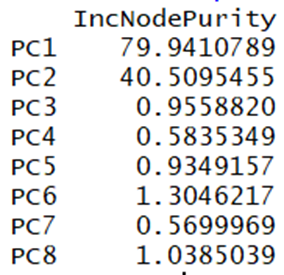 IncNodePurity
PC1 79.9410789
PC2 40.5095455
PC3 0.9558820
PC4 0.5835349
PC5 0.9349157
PC6 1.3046217
PC7 0.5699969
PC8 1.0385039